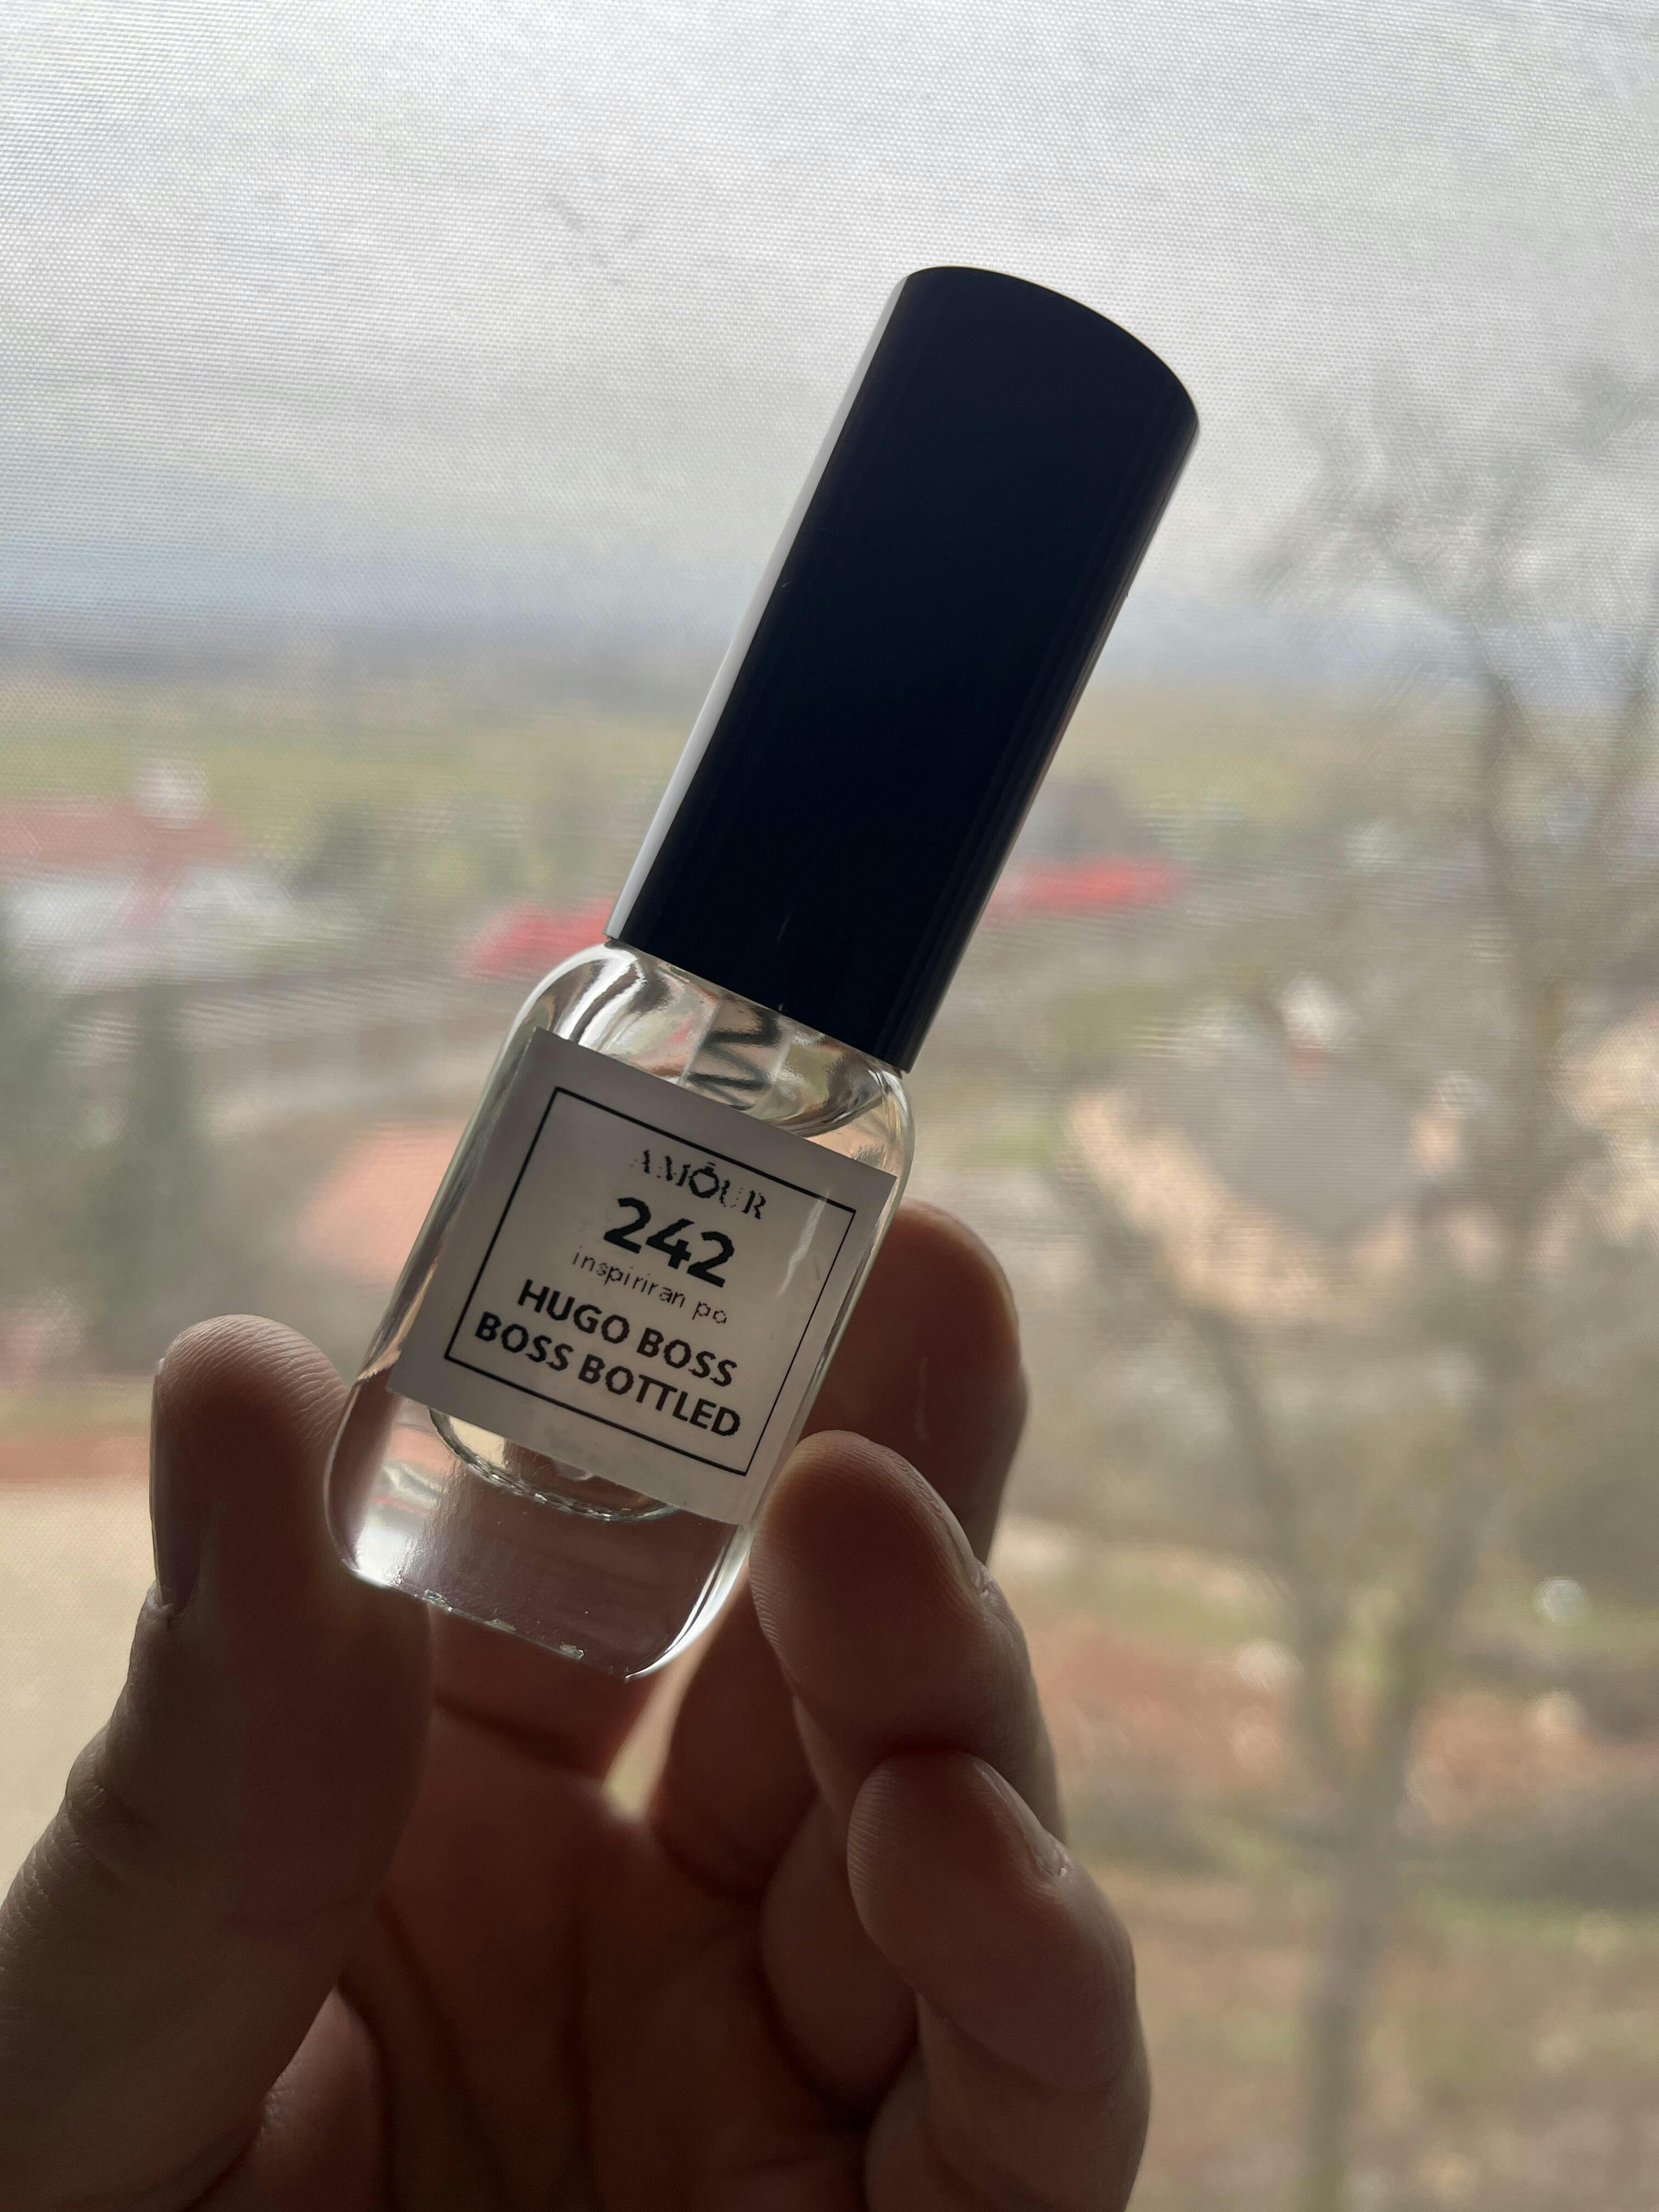 AMOUR
242
inspiriran po
HUGO BOSS
BOSS BOTTLED